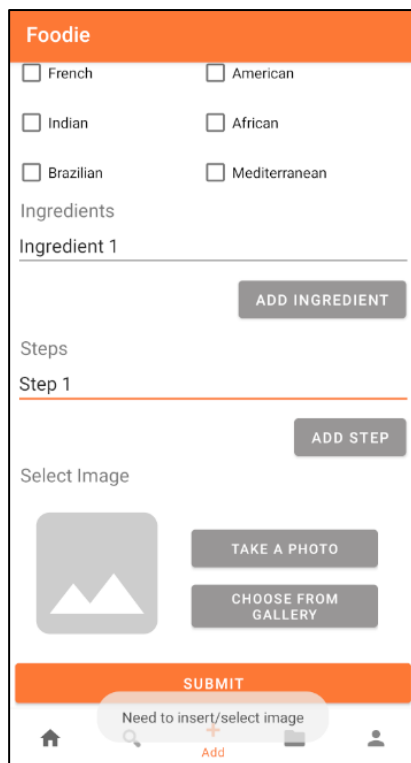 Foodie
French
American
Indian
African
Brazilian
Mediterranean
Ingredients
Ingredient 1
ADD INGREDIENT
Steps
Step 1
ADD STEP
Select Image
TAKE A PHOTO
CHOOSE FROM
GALLERY
SUBMIT
Need to insert/select image
Add